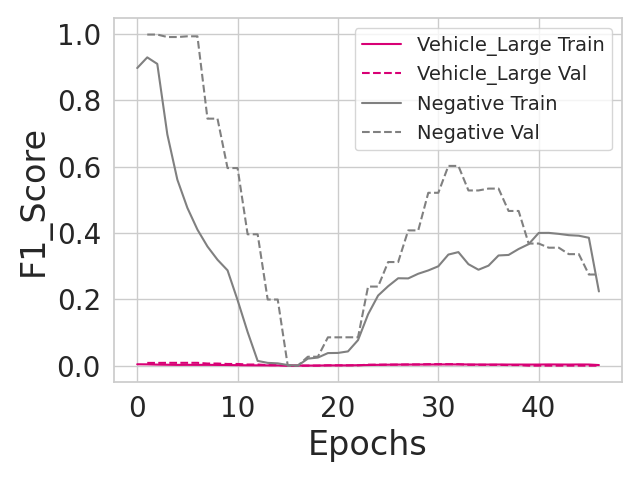 F1_Score
1.0
0.8
0.6
0.4
0.2
0.0
0 10 20 30 40
Epochs
Vehicle_Large Train
Vehicle_Large Val
Negative Train
Negative Val